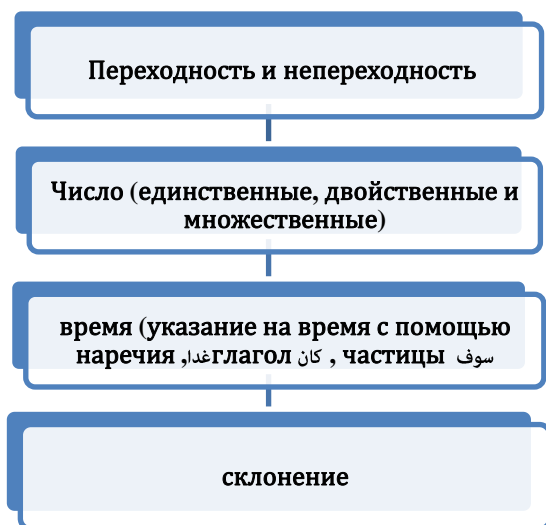 Переходность и непереходность
Число (единственные, двойственные и
множественные)
время (указание на время с помощью
наречия ,غدا глагол كان , частицы سوف
склонение